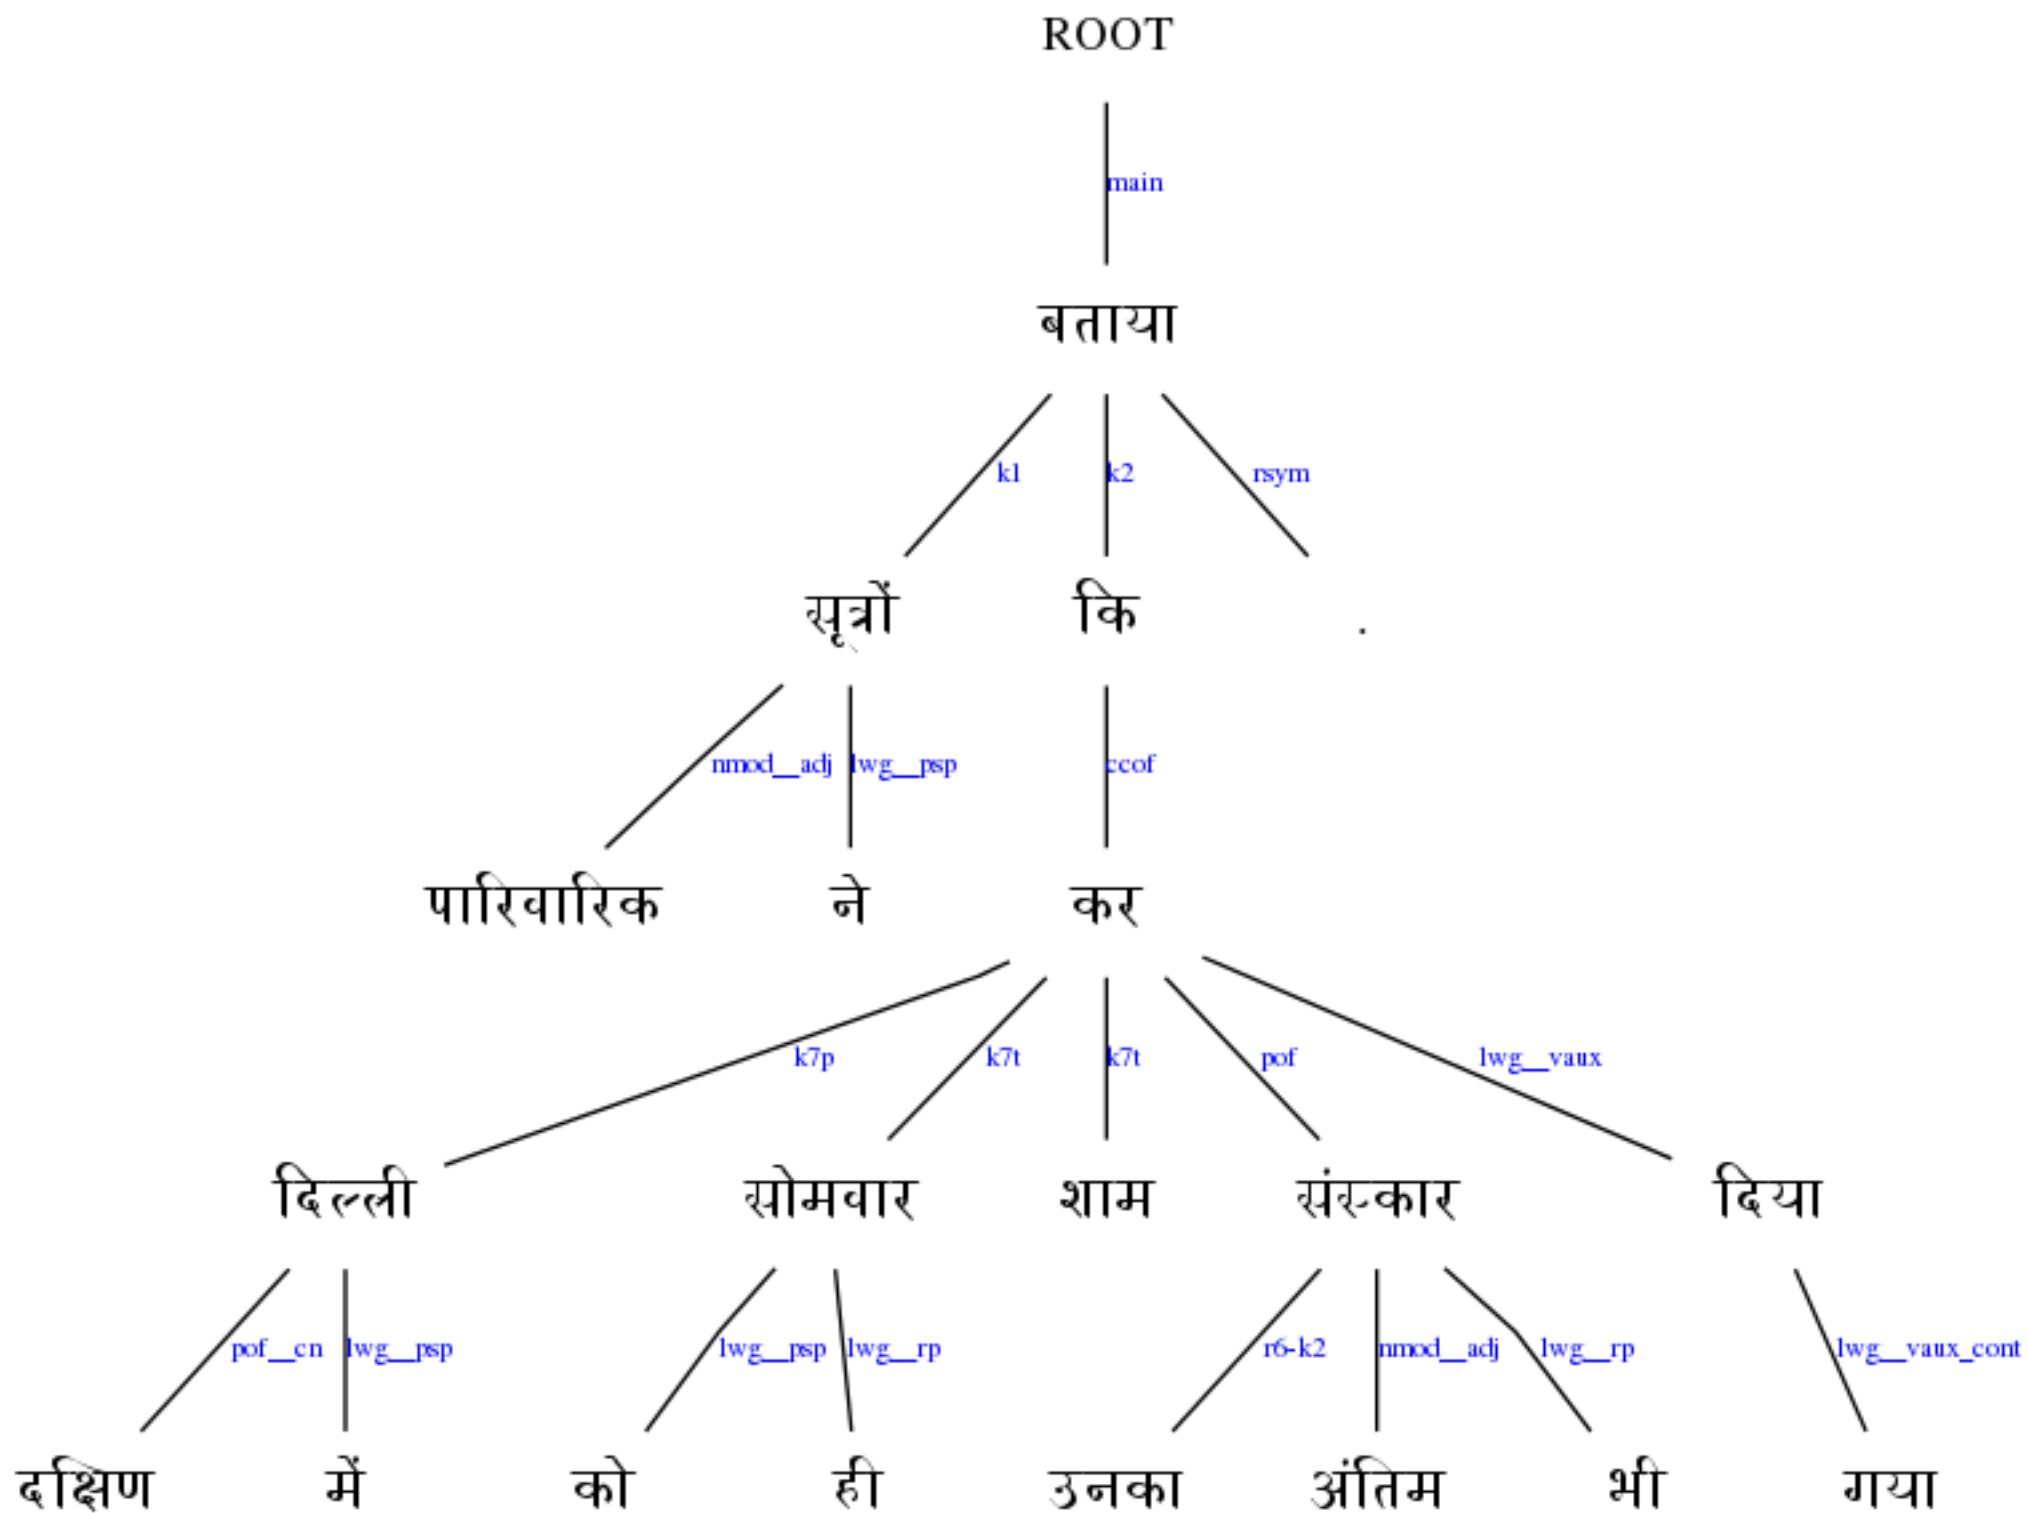 ROOT
main
बताया
k1 k2 rsym
सूत्रों कि .
nmod__adj lwg__psp ccof
पारिवारिक ने कर
k7p k7t k7t pof lwg__vaux
दिल्ली सोमवार शाम संस्कार दिया
pof__cn lwg__psp lwg__psp lwg__rp r6-k2 nmod__adj lwg__rp lwg__vaux_cont
दक्षिण में को ही उनका अंतिम भी गया